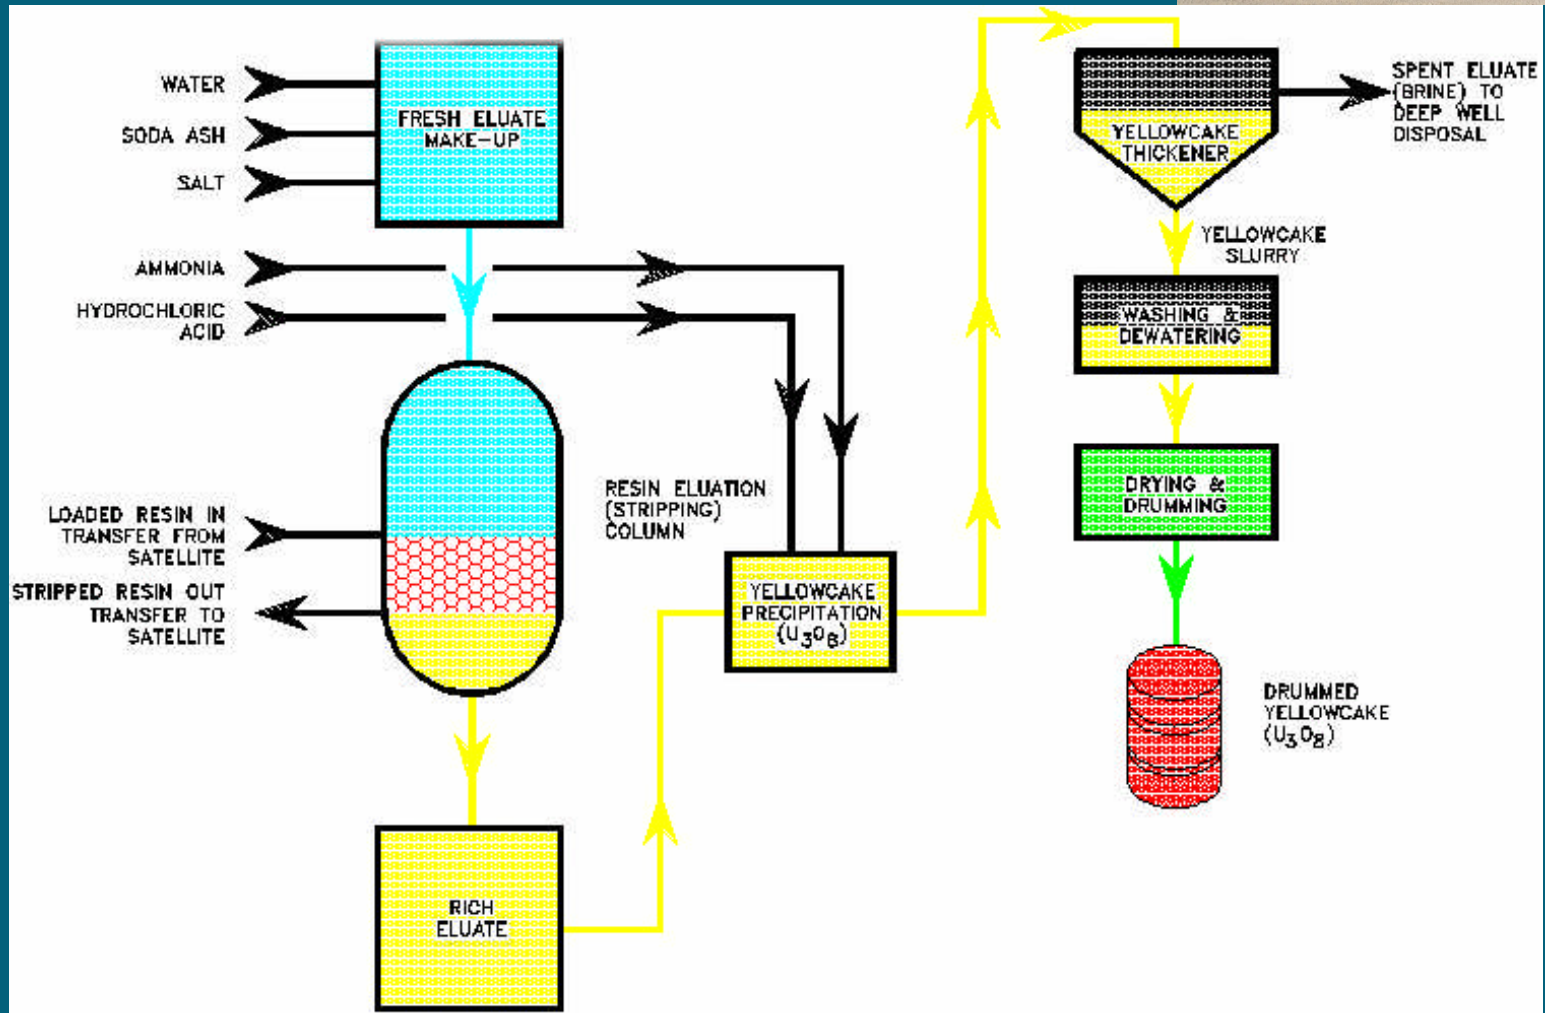 WATER
SODA ASH
SALT
FRESH ELUATE
MAKE-UP
AMMONIA
HYDROCHLORIC
ACID
LOADED RESIN IN
TRANSFER FROM
SATELLITE
STRIPPED RESIN OUT
TRANSFER TO
SATELLITE
RESIN ELUATION
(STRIPPING)
COLUMN
RICH
ELUATE
YELLOWCAKE
PRECIPITATION
(U3O8)
YELLOWCAKE
THICKENER
SPENT ELUATE
(BRINE) TO
DEEP WELL
DISPOSAL
YELLOWCAKE
SLURRY
WASHING &
DEWATERING
DRYING &
DRUMMING
DRUMMED
YELLOWCAKE
(U3O8)